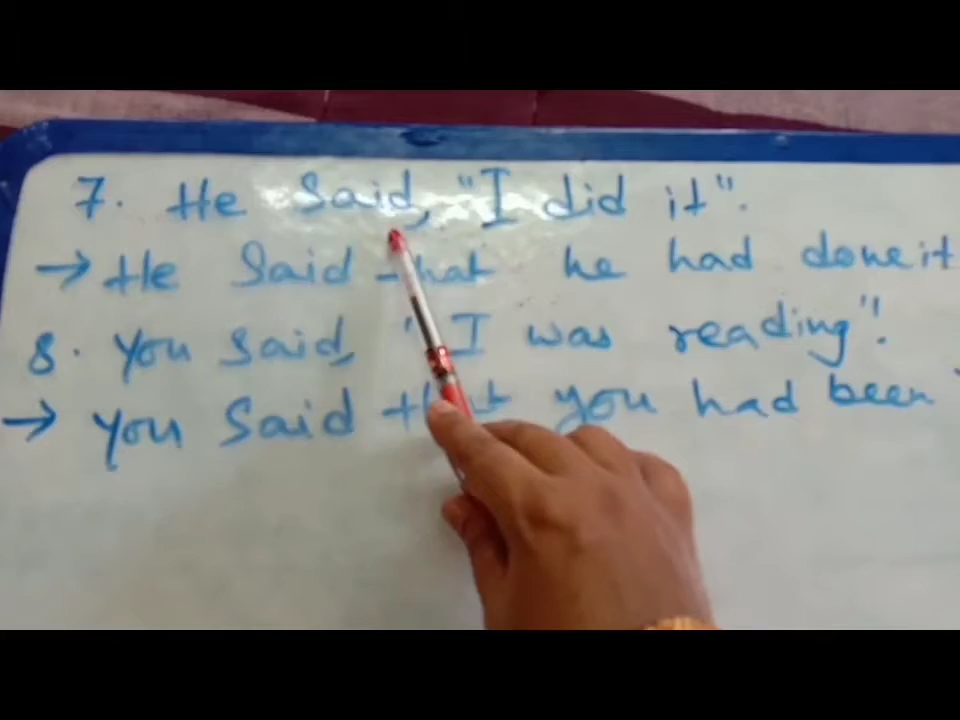 7. He Said, "I did it".
→ He Said that he had done it
8. You Said, "I was reading".
→ You Said that you had been